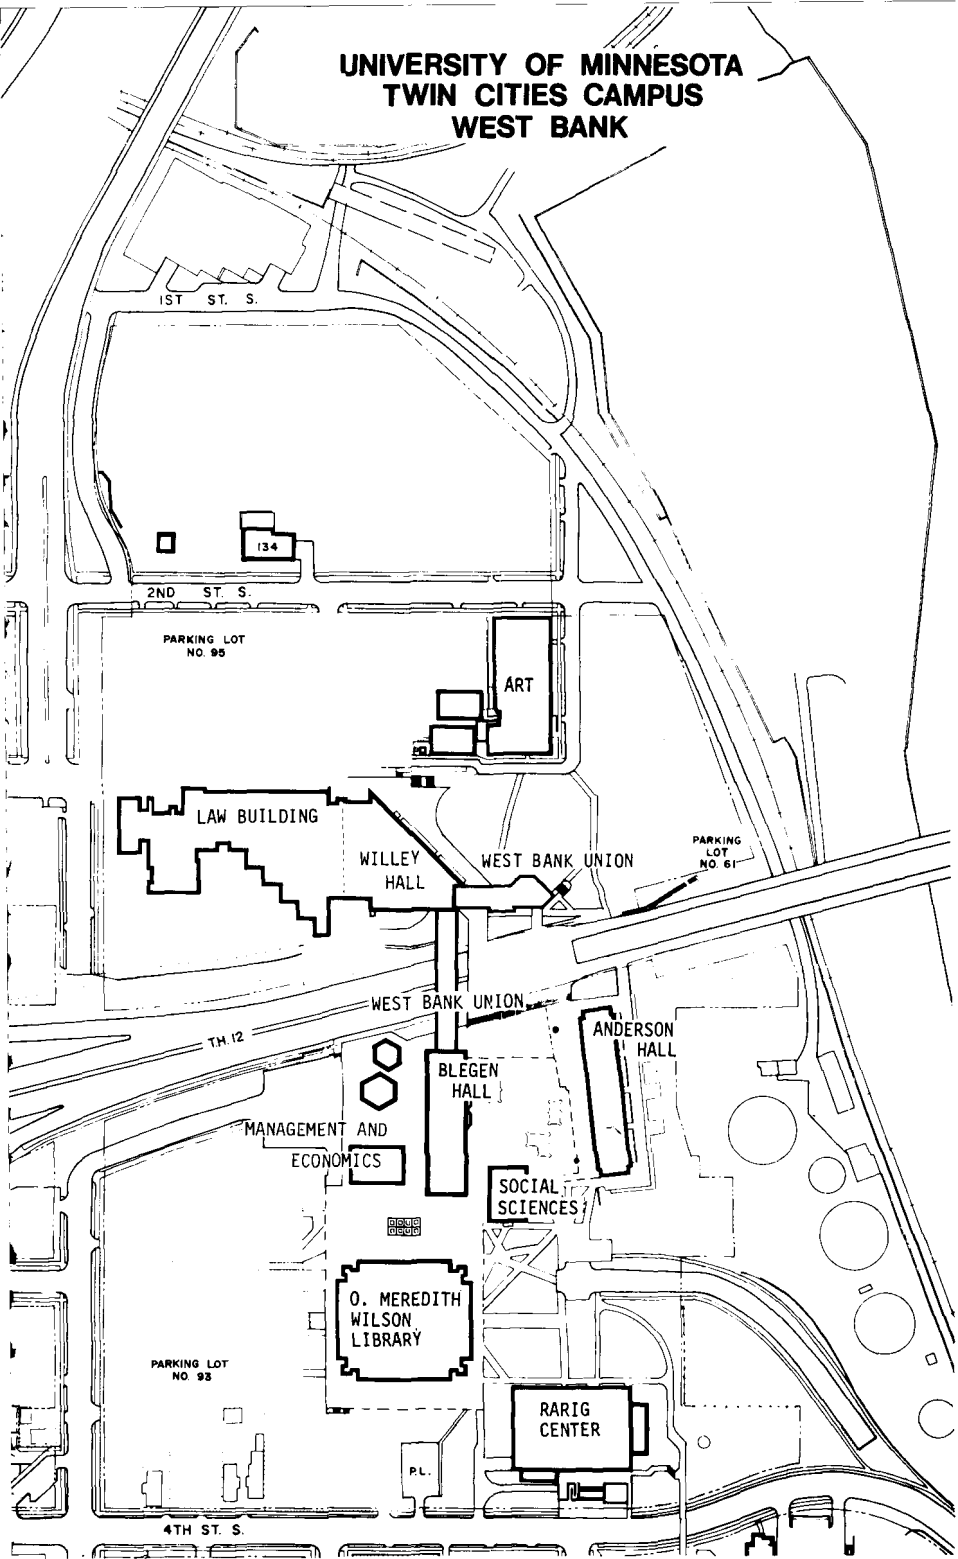 UNIVERSITY OF MINNESOTA
TWIN CITIES CAMPUS
WEST BANK
1ST ST. S.
134
2ND ST. S.
PARKING LOT
NO. 95
ART
LAW BUILDING
WILLEY
HALL
WEST BANK UNION
PARKING
LOT
NO. 61
WEST BANK UNION
T.H. 12
ANDERSON
HALL
BLEGEN
HALL
MANAGEMENT AND
ECONOMICS
SOCIAL
SCIENCES
O. MEREDITH
WILSON
LIBRARY
PARKING LOT
NO. 93
RARIG
CENTER
P.L.
4TH ST. S.